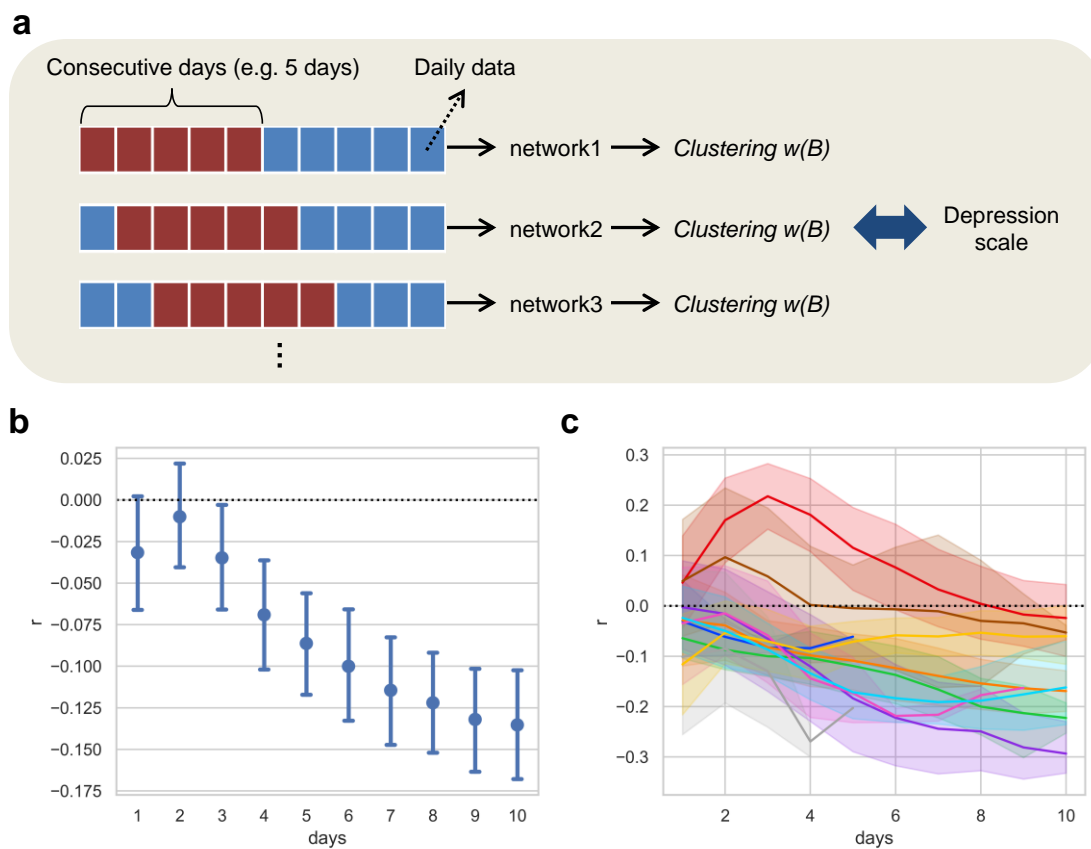 a
Consecutive days (e.g. 5 days)
Daily data
network1
Clustering w(B)
network2
Clustering w(B)
Depression
scale
network3
Clustering w(B)
⋮
b
0.025
0.000
−0.025
−0.050
−0.075
−0.100
−0.125
−0.150
−0.175
r
1 2 3 4 5 6 7 8 9 10
days
c
0.3
0.2
0.1
0.0
−0.1
−0.2
−0.3
r
2 4 6 8 10
days